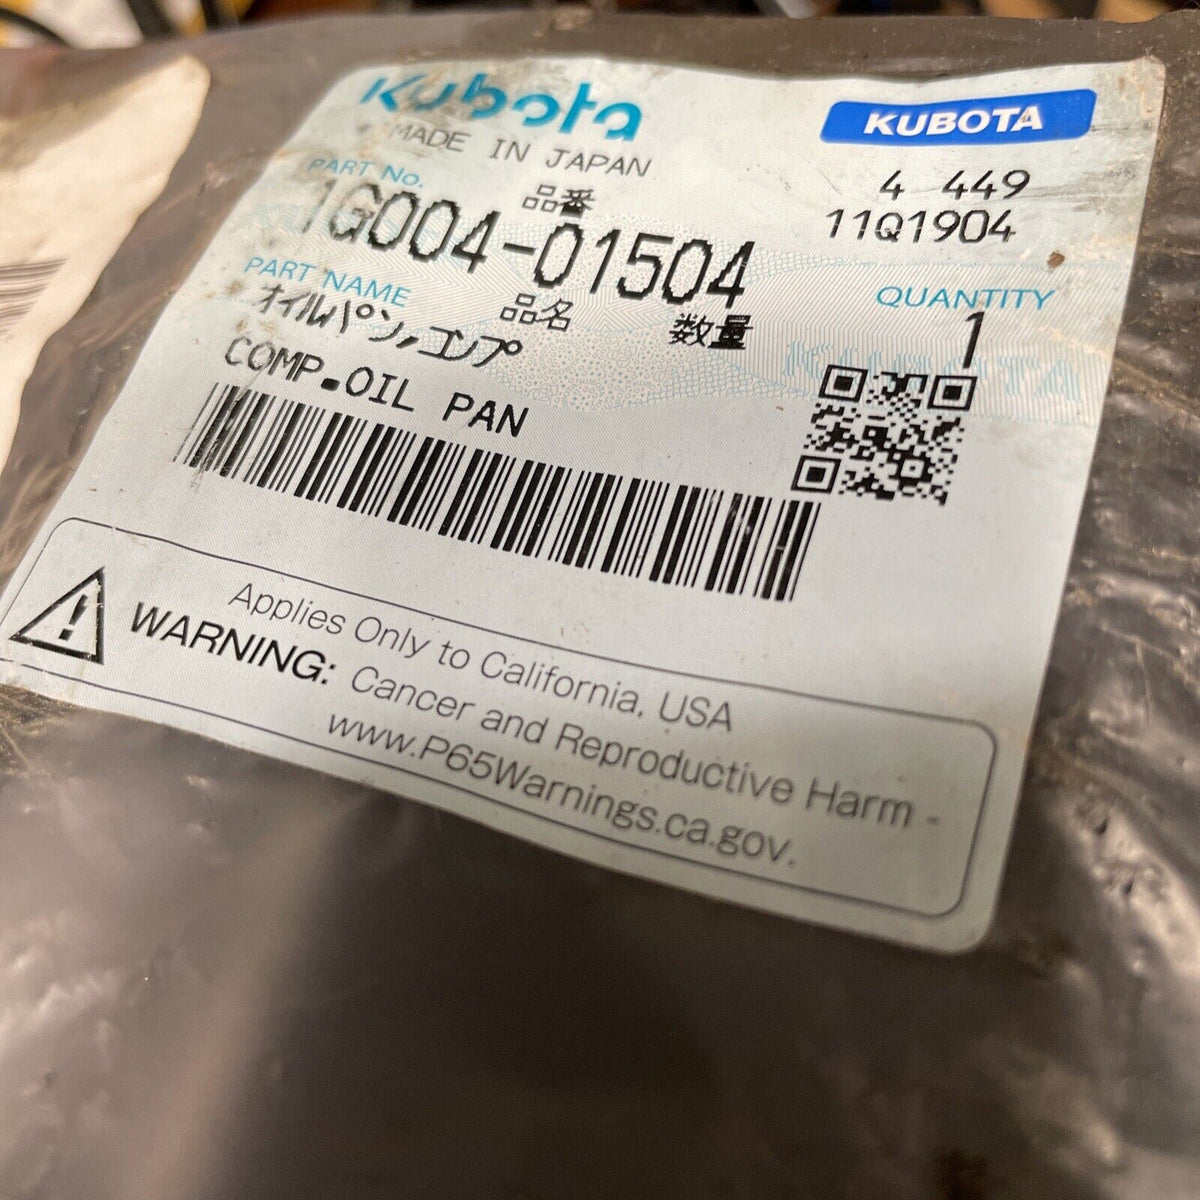 Kubota
KUBOTA
MADE IN JAPAN
PART No.
品番
4 449
11Q1904
1G004-01504
PART NAME
品名
数量
QUANTITY
1
オイルパン,コンプ
COMP.OIL PAN
KUBOTA
Applies Only to California, USA
WARNING: Cancer and Reproductive Harm -
www.P65Warnings.ca.gov.